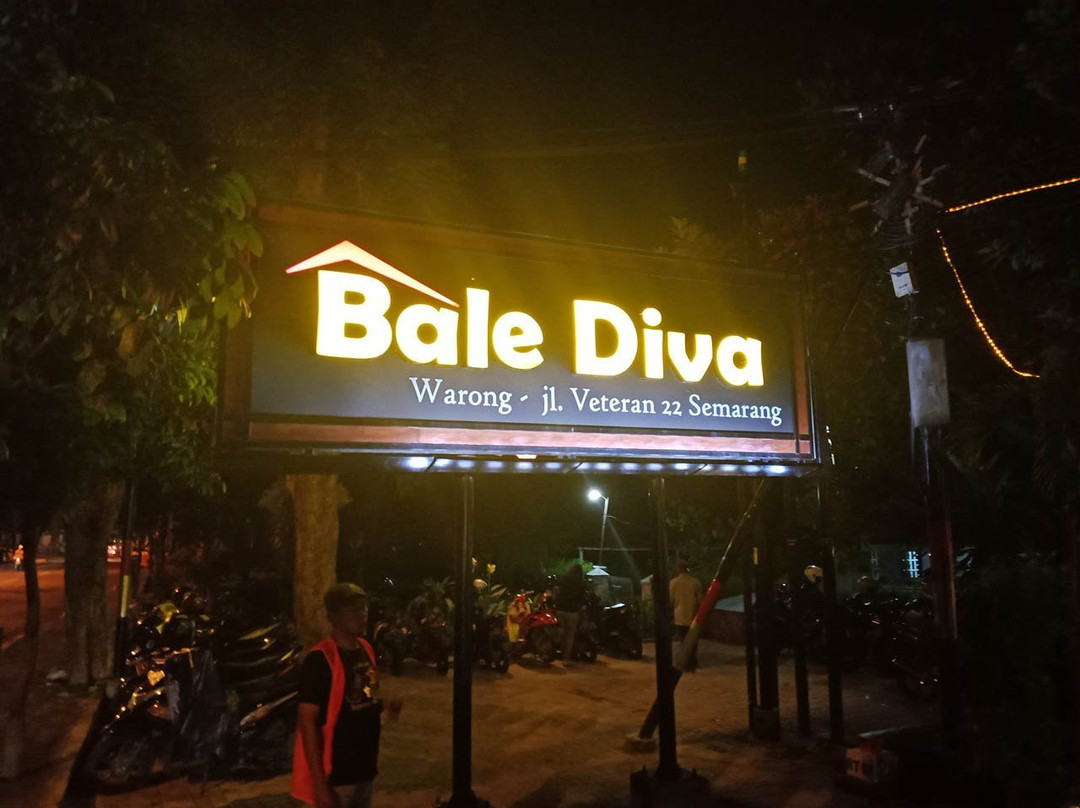 Bale Diva
Warong - jl. Veteran 22 Semarang